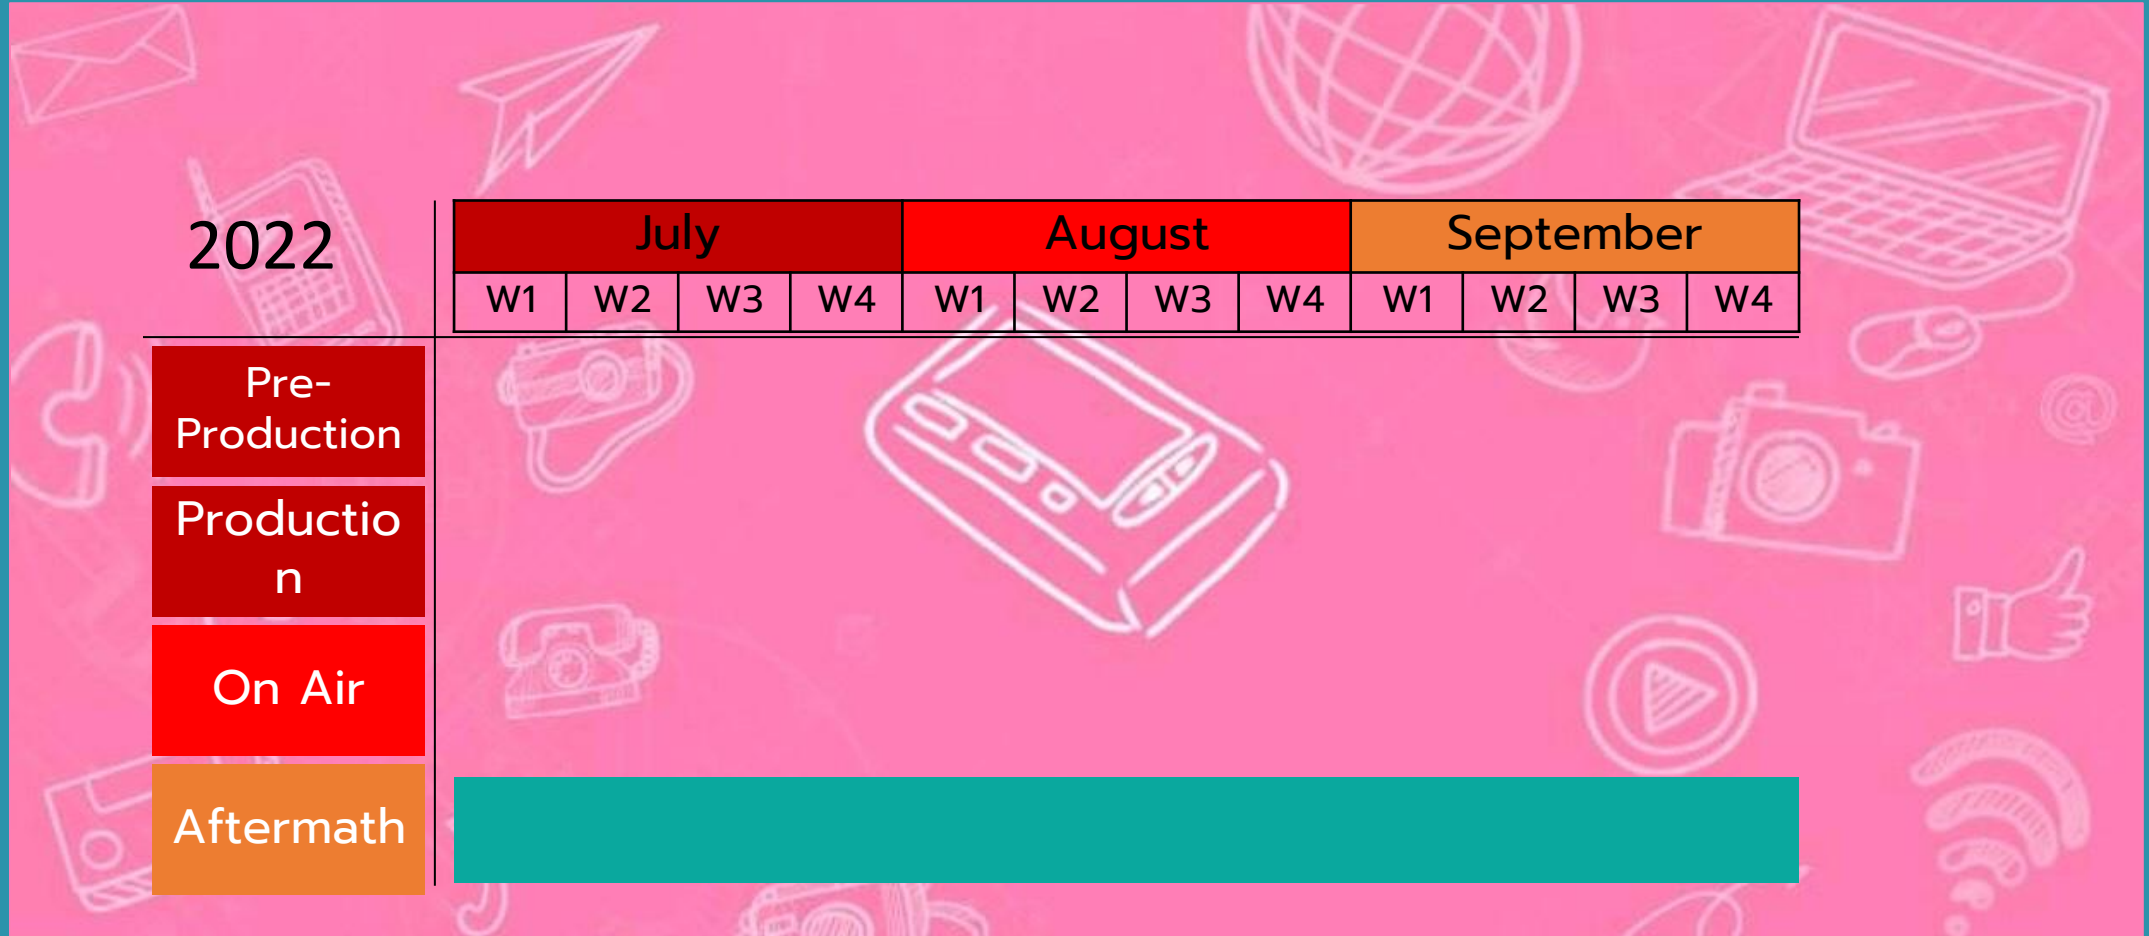 2022
July August September
W1 W2 W3 W4 W1 W2 W3 W4 W1 W2 W3 W4
Pre-
Production
Productio
n
On Air
Aftermath
@